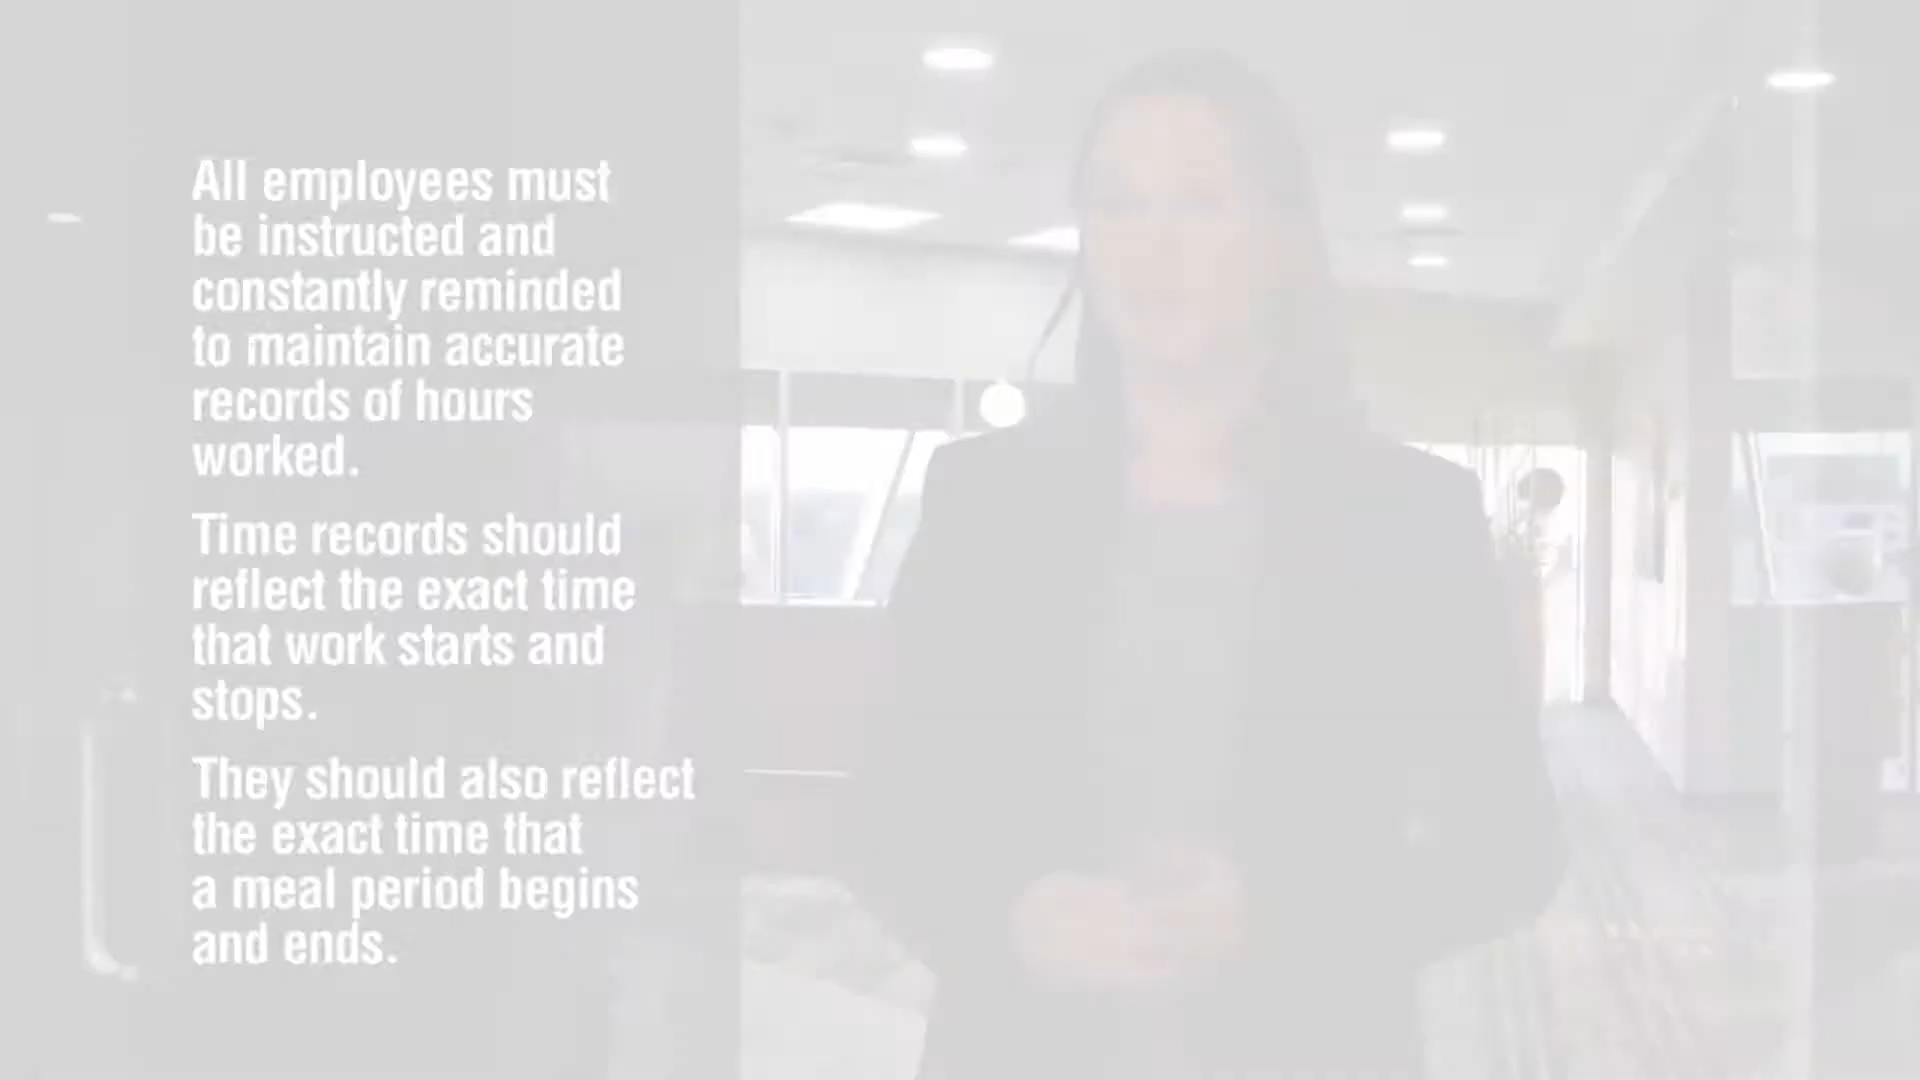 All employees must
be instructed and
constantly reminded
to maintain accurate
records of hours
worked.
Time records should
reflect the exact time
that work starts and
stops.
They should also reflect
the exact time that
a meal period begins
and ends.